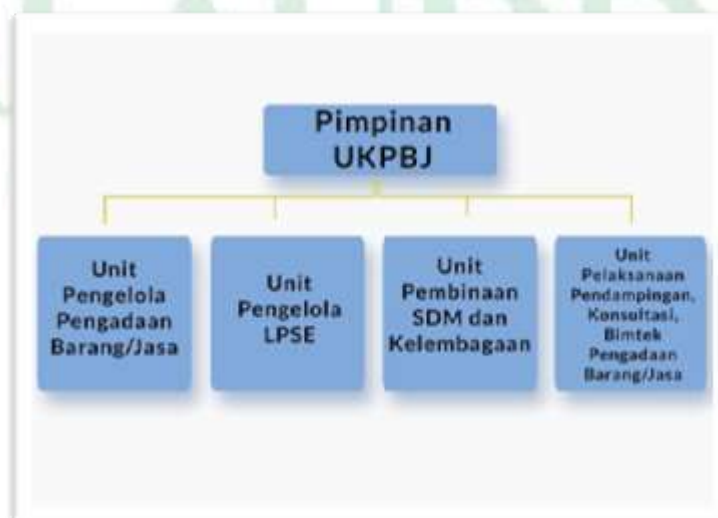 Pimpinan
UKPBJ
Unit
Pengelola
Pengadaan
Barang/Jasa
Unit
Pengelola
LPSE
Unit
Pembinaan
SDM dan
Kelembagaan
Unit
Pelaksanaan
Pendampingan,
Konsultasi,
Bimtek
Pengadaan
Barang/Jasa